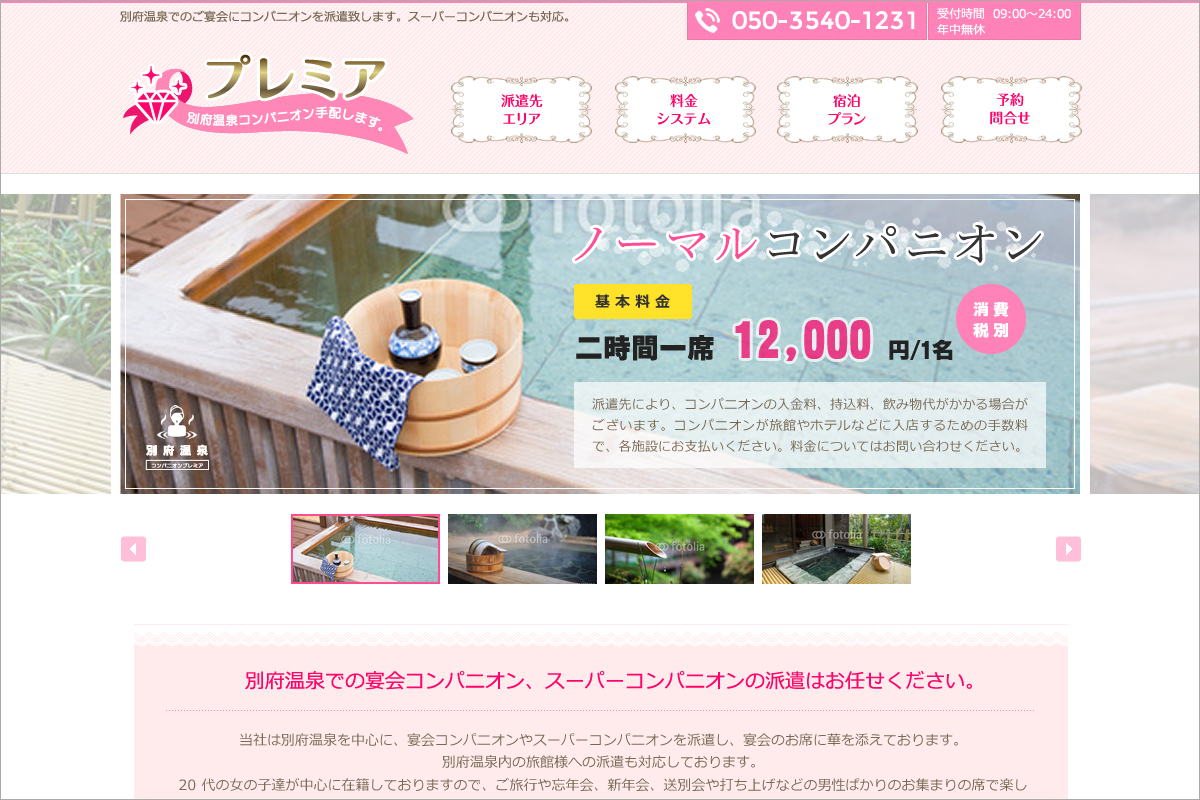 別府温泉でのご宴会にコンパニオンを派遣致します。スーパーコンパニオンも対応。
050-3540-1231
受付時間 09:00～24:00
年中無休
プレミア
別府温泉コンパニオン手配します。
派遣先
エリア
料金
システム
宿泊
プラン
予約
問合せ
fotolia
ノーマルコンパニオン
基本料金
消費
税別
二時間一席 12,000 円/1名
派遣先により、コンパニオンの入金料、持込料、飲み物代がかかる場合が
ございます。コンパニオンが旅館やホテルなどに入店するための手数料
で、各施設にお支払いください。料金についてはお問い合わせください。
別府温泉
コンパニオンプレミア
fotolia
fotolia
fotolia
fotolia
別府温泉での宴会コンパニオン、スーパーコンパニオンの派遣はお任せください。
当社は別府温泉を中心に、宴会コンパニオンやスーパーコンパニオンを派遣し、宴会のお席に華を添えております。
別府温泉内の旅館様への派遣も対応しております。
20 代の女の子達が中心に在籍しておりますので、ご旅行や忘年会、新年会、送別会や打ち上げなどの男性ばかりのお集まりの席で楽し